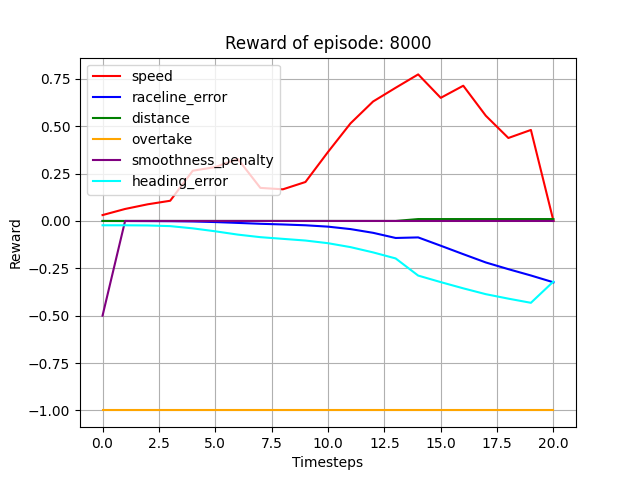 Reward of episode: 8000
speed
raceline_error
distance
overtake
smoothness_penalty
heading_error
0.75
0.50
0.25
0.00
−0.25
−0.50
−0.75
−1.00
Reward
0.0 2.5 5.0 7.5 10.0 12.5 15.0 17.5 20.0
Timesteps